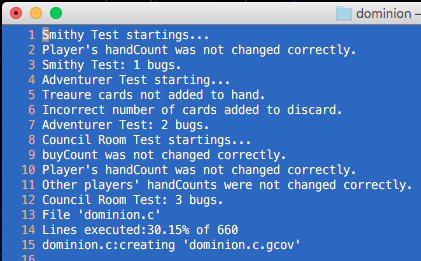 dominion —
1 Smithy Test startings...
2 Player's handCount was not changed correctly.
3 Smithy Test: 1 bugs.
4 Adventurer Test starting...
5 Treaure cards not added to hand.
6 Incorrect number of cards added to discard.
7 Adventurer Test: 2 bugs.
8 Council Room Test startings...
9 buyCount was not changed correctly.
10 Player's handCount was not changed correctly.
11 Other players' handCounts were not changed correctly.
12 Council Room Test: 3 bugs.
13 File 'dominion.c'
14 Lines executed:30.15% of 660
15 dominion.c:creating 'dominion.c.gcov'
16